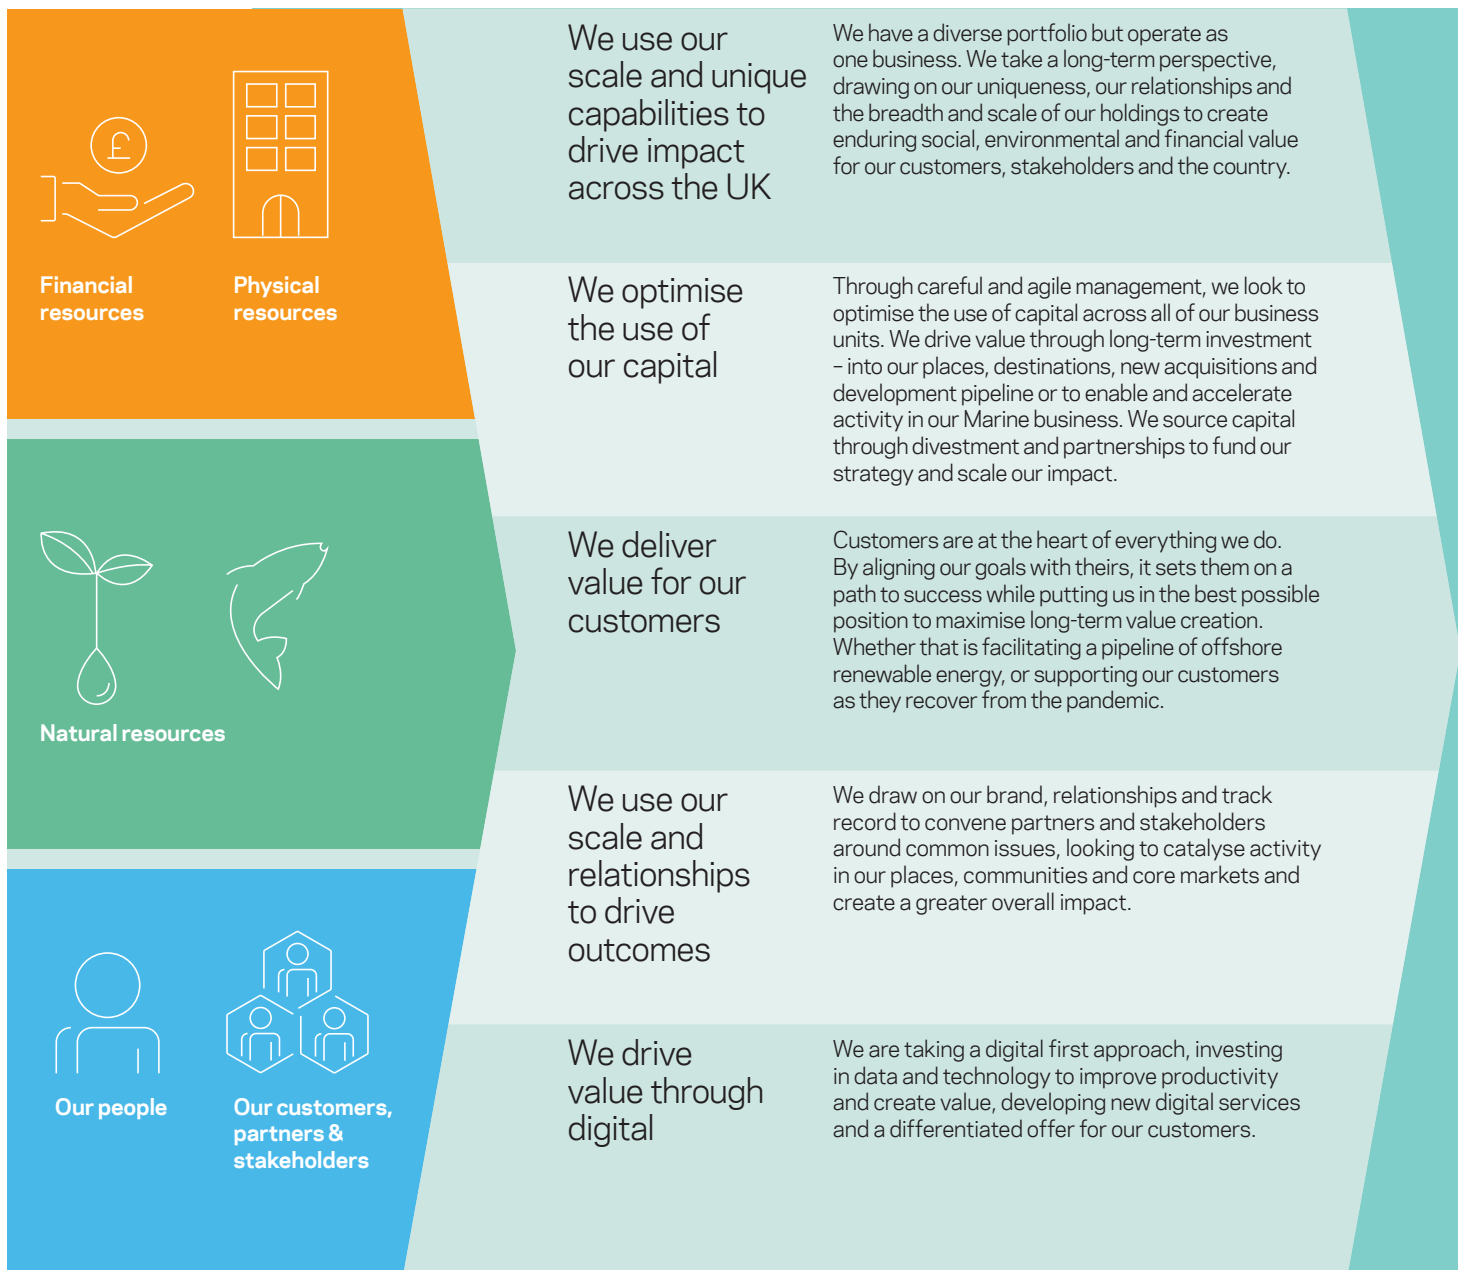 £
Financial
resources
Physical
resources
Natural resources
Our people
Our customers,
partners &
stakeholders
We use our
scale and unique
capabilities to
drive impact
across the UK
We have a diverse portfolio but operate as
one business. We take a long-term perspective,
drawing on our uniqueness, our relationships and
the breadth and scale of our holdings to create
enduring social, environmental and financial value
for our customers, stakeholders and the country.
We optimise
the use of
our capital
Through careful and agile management, we look to
optimise the use of capital across all of our business
units. We drive value through long-term investment
– into our places, destinations, new acquisitions and
development pipeline or to enable and accelerate
activity in our Marine business. We source capital
through divestment and partnerships to fund our
strategy and scale our impact.
We deliver
value for our
customers
Customers are at the heart of everything we do.
By aligning our goals with theirs, it sets them on a
path to success while putting us in the best possible
position to maximise long-term value creation.
Whether that is facilitating a pipeline of offshore
renewable energy, or supporting our customers
as they recover from the pandemic.
We use our
scale and
relationships
to drive
outcomes
We draw on our brand, relationships and track
record to convene partners and stakeholders
around common issues, looking to catalyse activity
in our places, communities and core markets and
create a greater overall impact.
We drive
value through
digital
We are taking a digital first approach, investing
in data and technology to improve productivity
and create value, developing new digital services
and a differentiated offer for our customers.